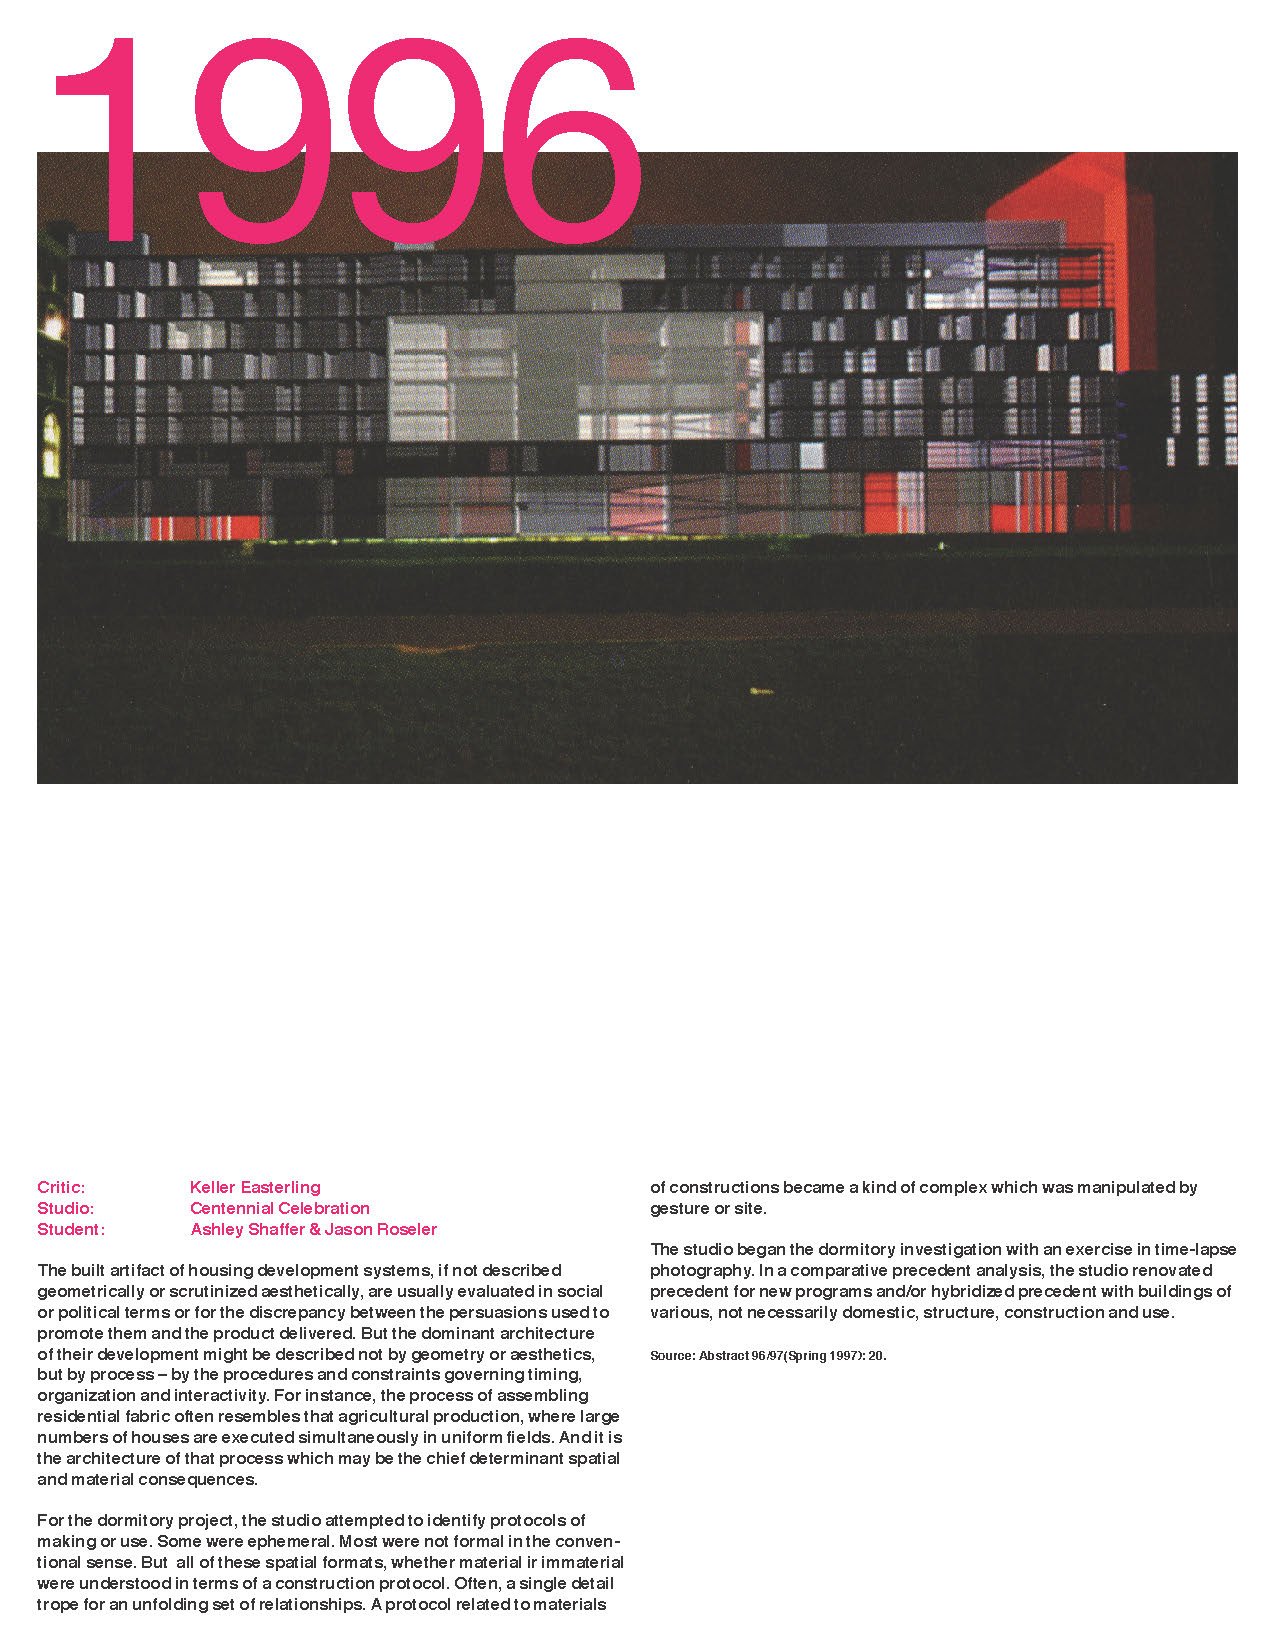 1996
Critic: Keller Easterling
Studio: Centennial Celebration
Student: Ashley Shaffer & Jason Roseler
The built artifact of housing development systems, if not described
geometrically or scrutinized aesthetically, are usually evaluated in social
or political terms or for the discrepancy between the persuasions used to
promote them and the product delivered. But the dominant architecture
of their development might be described not by geometry or aesthetics,
but by process – by the procedures and constraints governing timing,
organization and interactivity. For instance, the process of assembling
residential fabric often resembles that agricultural production, where large
numbers of houses are executed simultaneously in uniform fields. And it is
the architecture of that process which may be the chief determinant spatial
and material consequences.
For the dormitory project, the studio attempted to identify protocols of
making or use. Some were ephemeral. Most were not formal in the conven-
tional sense. But all of these spatial formats, whether material ir immaterial
were understood in terms of a construction protocol. Often, a single detail
trope for an unfolding set of relationships. A protocol related to materials
of constructions became a kind of complex which was manipulated by
gesture or site.
The studio began the dormitory investigation with an exercise in time-lapse
photography. In a comparative precedent analysis, the studio renovated
precedent for new programs and/or hybridized precedent with buildings of
various, not necessarily domestic, structure, construction and use.
Source: Abstract 96/97(Spring 1997): 20.